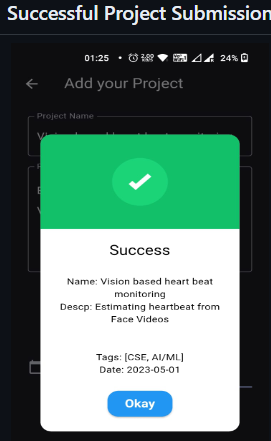 Successful Project Submission
01:25
24%
Add your Project
Project Name
Success
Name: Vision based heart beat
monitoring
Descp: Estimating heartbeat from
Face Videos
Tags: [CSE, AI/ML]
Date: 2023-05-01
Okay